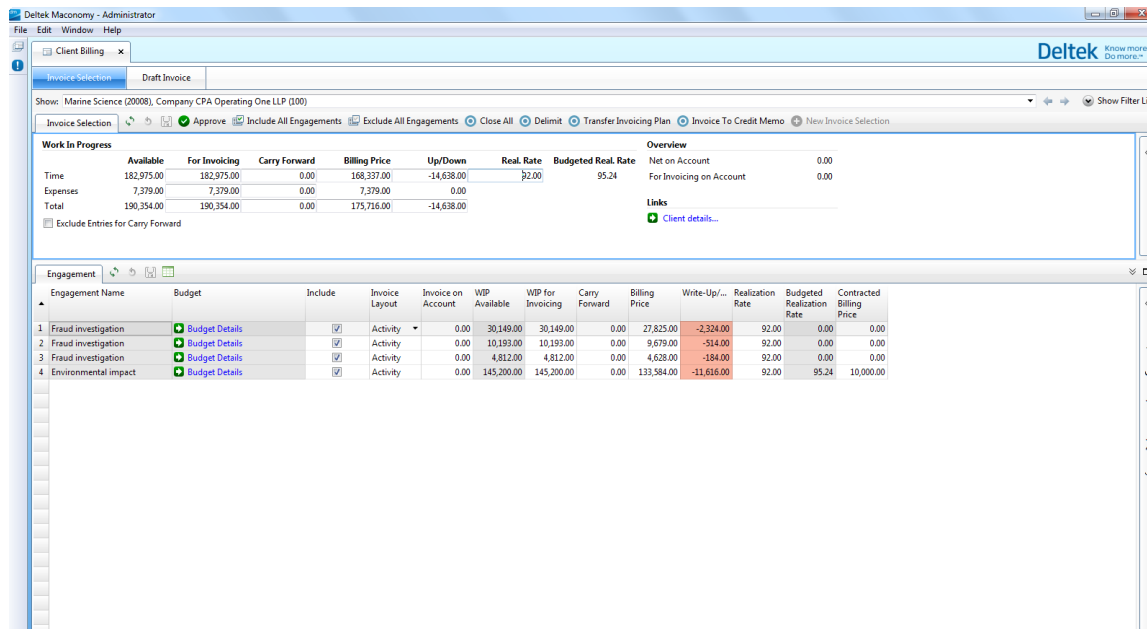 Deltek Maconomy - Administrator
File Edit Window Help
Client Billing
Deltek Know more. Do more.™
Invoice Selection Draft Invoice
Show: Marine Science (20008), Company CPA Operating One LLP (100) Show Filter Li
Invoice Selection Approve Include All Engagements Exclude All Engagements Close All Delimit Transfer Invoicing Plan Invoice To Credit Memo New Invoice Selection
Work In Progress Overview
Available For Invoicing Carry Forward Billing Price Up/Down Real. Rate Budgeted Real. Rate Net on Account 0.00
Time 182,975.00 182,975.00 0.00 168,337.00 -14,638.00 92.00 95.24 For Invoicing on Account 0.00
Expenses 7,379.00 7,379.00 0.00 7,379.00 0.00
Total 190,354.00 190,354.00 0.00 175,716.00 -14,638.00 Links
Exclude Entries for Carry Forward Client details...
Engagement
Engagement Name Budget Include Invoice Layout Invoice on Account WIP Available WIP for Invoicing Carry Forward Billing Price Write-Up/... Realization Rate Budgeted Realization Rate Contracted Billing Price
1 Fraud investigation Budget Details Activity 0.00 30,149.00 30,149.00 0.00 27,825.00 -2,324.00 92.00 0.00 0.00
2 Fraud investigation Budget Details Activity 0.00 10,193.00 10,193.00 0.00 9,679.00 -514.00 92.00 0.00 0.00
3 Fraud investigation Budget Details Activity 0.00 4,812.00 4,812.00 0.00 4,628.00 -184.00 92.00 0.00 0.00
4 Environmental impact Budget Details Activity 0.00 145,200.00 145,200.00 0.00 133,584.00 -11,616.00 92.00 95.24 10,000.00